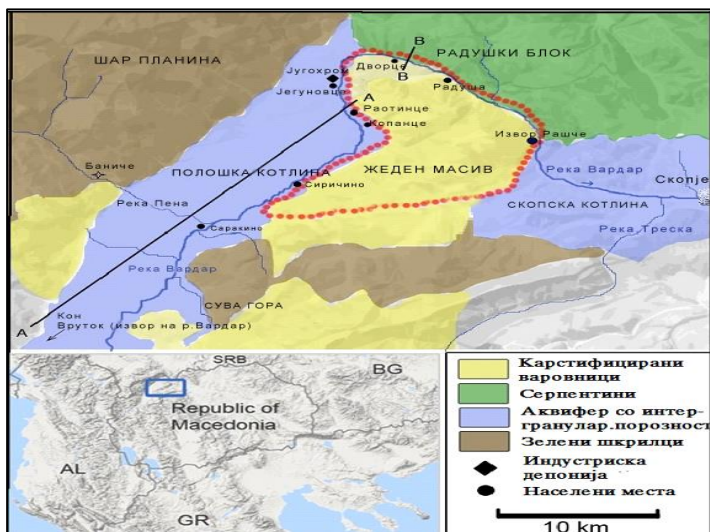 ШАР ПЛАНИНА
B
РАДУШКИ БЛОК
Југохром
Дворце
B
Јегуновце
A
Радуша
Раотинце
Копанце
Извор Рашче
Баниче
ПОЛОШКА КОТЛИНА
ЖЕДЕН МАСИВ
Река Вардар
Скопје
Сиричино
Река Пена
СКОПСКА КОТЛИНА
Саракино
Река Треска
Река Вардар
СУВА ГОРА
A
Кон
Вруток (извор на р.Вардар)
SRB
BG
Republic of
Macedonia
AL
GR
Карстифицирани
варовници
Серпентини
Аквифер со интер-
гранулар.порозност
Зелени шкрилци
Индустриска
депонија
Населени места
10 km